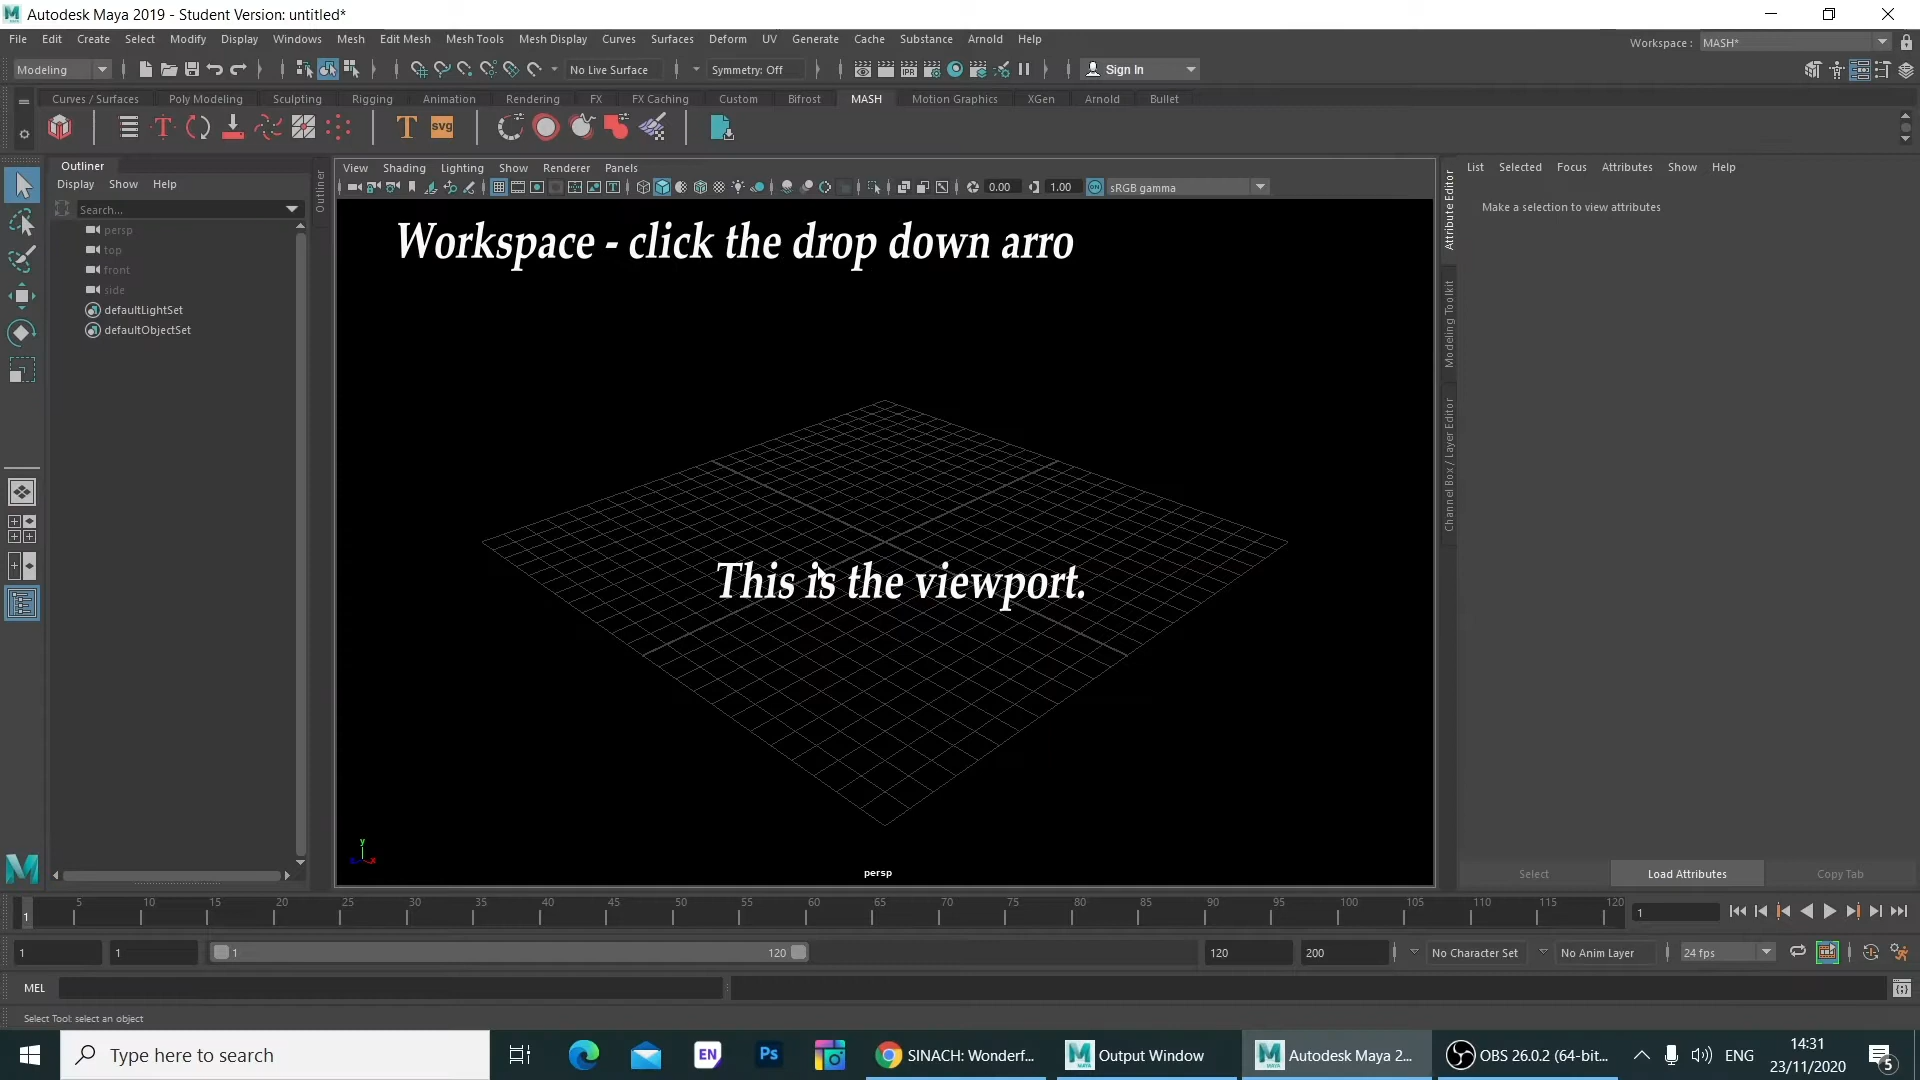 Autodesk Maya 2019 - Student Version: untitled*
File Edit Create Select Modify Display Windows Mesh Edit Mesh Mesh Tools Mesh Display Curves Surfaces Deform UV Generate Cache Substance Arnold Help
Workspace : MASH*
Modeling No Live Surface Symmetry: Off IPR Sign In
Curves / Surfaces Poly Modeling Sculpting Rigging Animation Rendering FX FX Caching Custom Bifrost MASH Motion Graphics XGen Arnold Bullet
T T svg
Outliner
Display Show Help
Search...
persp
top
front
side
defaultLightSet
defaultObjectSet
Outliner
View Shading Lighting Show Renderer Panels
0.00 1.00 ON sRGB gamma
Workspace - click the drop down arro
This is the viewport.
y
x
persp
Attribute Editor
Modeling Toolkit
Channel Box / Layer Editor
List Selected Focus Attributes Show Help
Make a selection to view attributes
Select Load Attributes Copy Tab
1 5 10 15 20 25 30 35 40 45 50 55 60 65 70 75 80 85 90 95 100 105 110 115 120 1
1 1 1 120 120 200 No Character Set No Anim Layer 24 fps
MEL
Select Tool: select an object
Type here to search
EN Ps SINACH: Wonderf... Output Window Autodesk Maya 2... OBS 26.0.2 (64-bit... ENG
14:31
23/11/2020
5